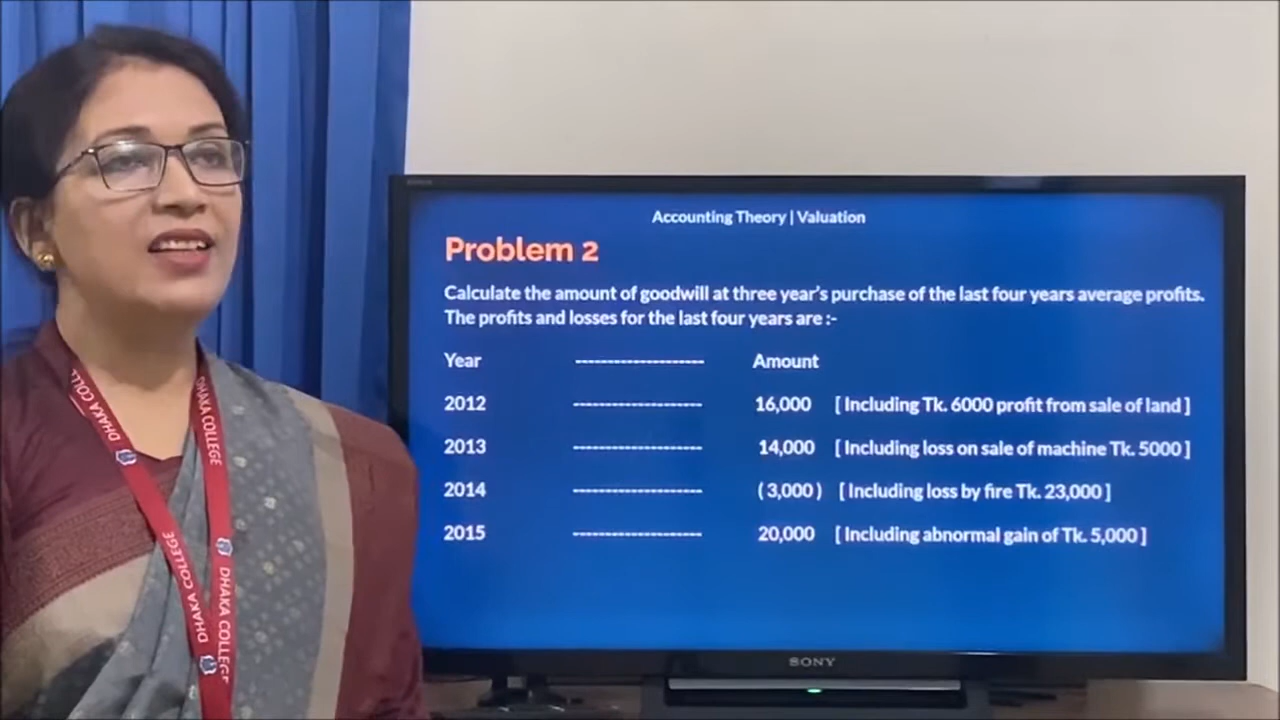 Accounting Theory | Valuation
Problem 2
Calculate the amount of goodwill at three year's purchase of the last four years average profits.
The profits and losses for the last four years are :-
Year -------------------- Amount
2012 -------------------- 16,000 [ Including Tk. 6000 profit from sale of land ]
2013 -------------------- 14,000 [ Including loss on sale of machine Tk. 5000 ]
2014 -------------------- ( 3,000 ) [ Including loss by fire Tk. 23,000 ]
2015 -------------------- 20,000 [ Including abnormal gain of Tk. 5,000 ]
SONY
DHAKA COLLEGE
DHAKA COLLEGE
DHAKA COLLEGE
DHAKA COLLEGE